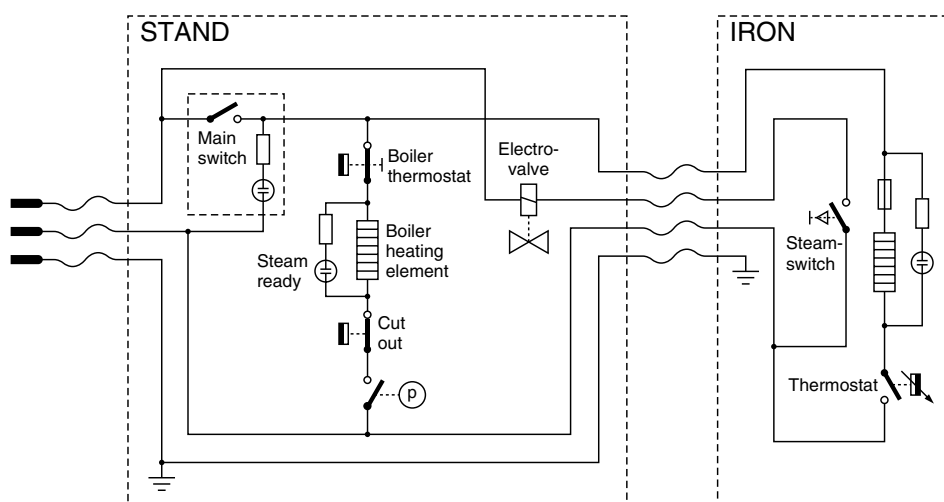 STAND
IRON
Main
switch
Boiler
thermostat
Electro-
valve
Steam
ready
Boiler
heating
element
Steam-
switch
Cut
out
p
Thermostat